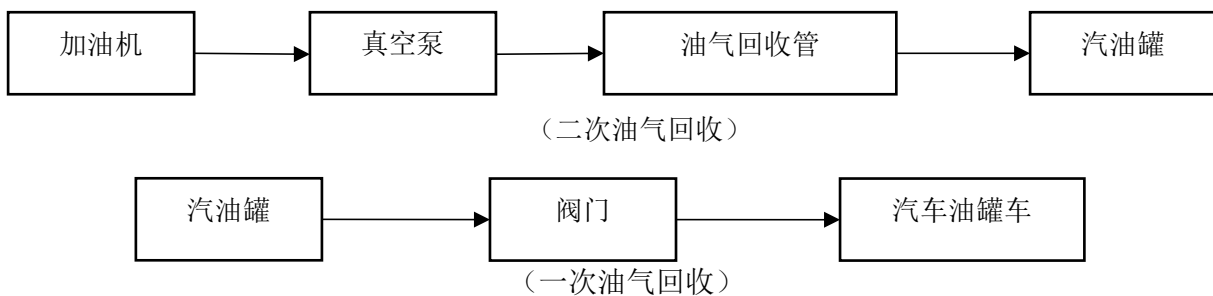 加油机 真空泵 油气回收管 汽油罐
（二次油气回收）
汽油罐 阀门 汽车油罐车
（一次油气回收）